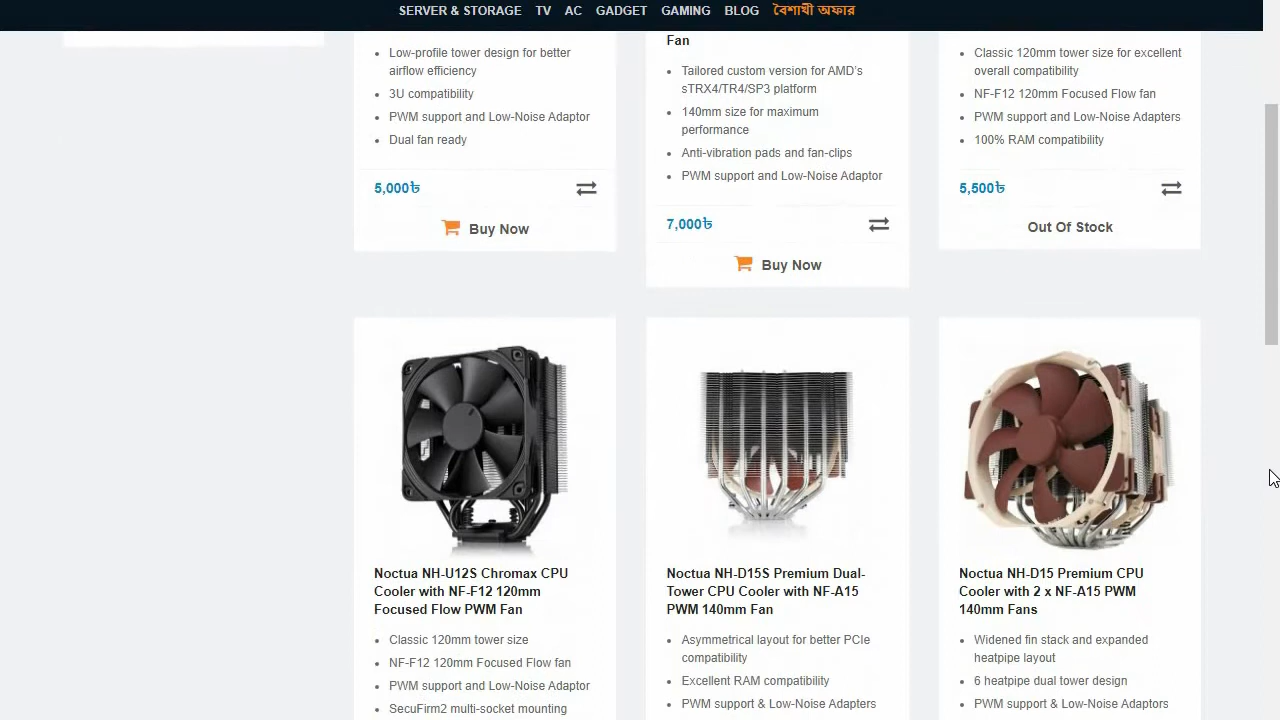 SERVER & STORAGE TV AC GADGET GAMING BLOG বৈশাখী অফার
Low-profile tower design for better
airflow efficiency
3U compatibility
PWM support and Low-Noise Adaptor
Dual fan ready
5,000৳
Buy Now
Fan
Tailored custom version for AMD's
sTRX4/TR4/SP3 platform
140mm size for maximum
performance
Anti-vibration pads and fan-clips
PWM support and Low-Noise Adaptor
7,000৳
Buy Now
Classic 120mm tower size for excellent
overall compatibility
NF-F12 120mm Focused Flow fan
PWM support and Low-Noise Adapters
100% RAM compatibility
5,500৳
Out Of Stock
Noctua NH-U12S Chromax CPU
Cooler with NF-F12 120mm
Focused Flow PWM Fan
Classic 120mm tower size
NF-F12 120mm Focused Flow fan
PWM support and Low-Noise Adaptor
SecuFirm2 multi-socket mounting
Noctua NH-D15S Premium Dual-
Tower CPU Cooler with NF-A15
PWM 140mm Fan
Asymmetrical layout for better PCIe
compatibility
Excellent RAM compatibility
PWM support & Low-Noise Adapters
Noctua NH-D15 Premium CPU
Cooler with 2 x NF-A15 PWM
140mm Fans
Widened fin stack and expanded
heatpipe layout
6 heatpipe dual tower design
PWM support & Low-Noise Adaptors